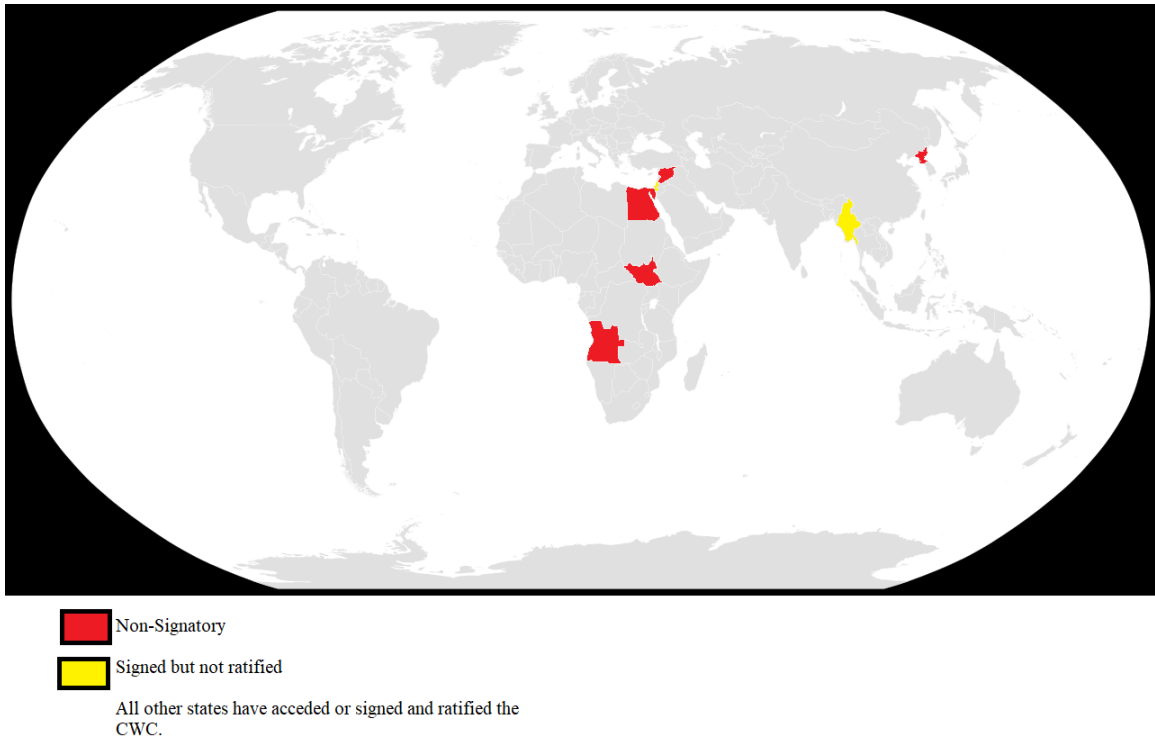 Non-Signatory
Signed but not ratified
All other states have acceded or signed and ratified the
CWC.